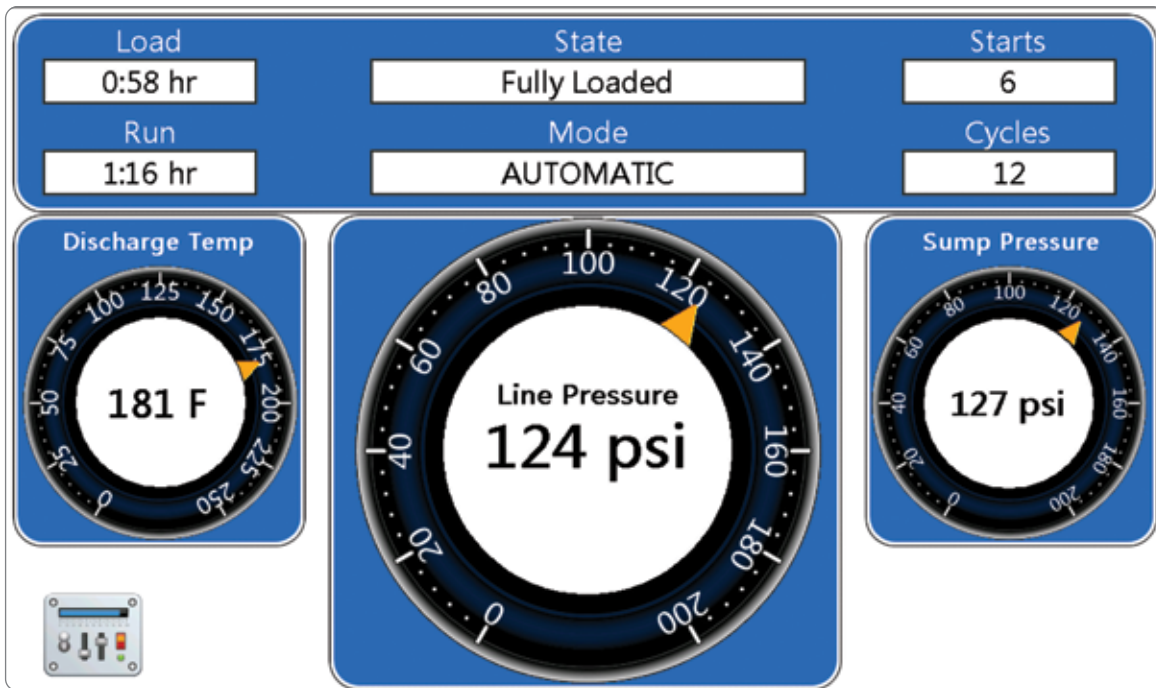 Load
State
Starts
0:58 hr
Fully Loaded
6
Run
Mode
Cycles
1:16 hr
AUTOMATIC
12
Discharge Temp
0
25
50
75
100
125
150
175
200
225
250
181 F
0
20
40
60
80
100
120
140
160
180
200
Line Pressure
124 psi
Sump Pressure
0
20
40
60
80
100
120
140
160
180
200
127 psi